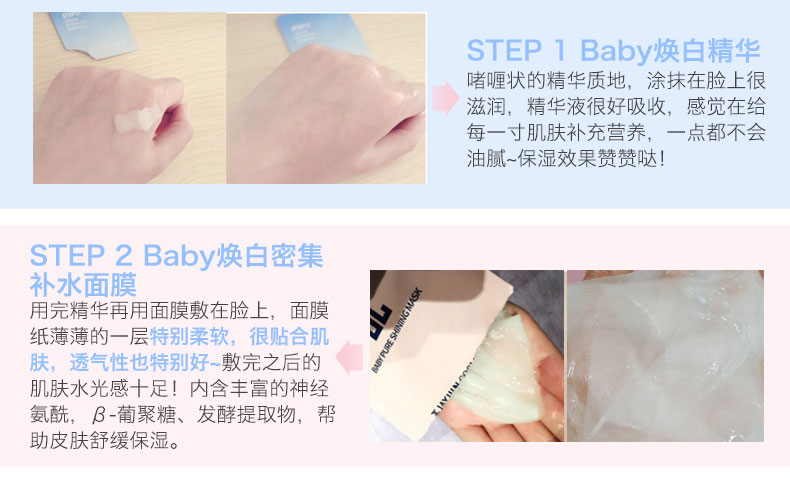 STEP 1 Baby焕白精华
啫喱状的精华质地，涂抹在脸上很
滋润，精华液很好吸收，感觉在给
每一寸肌肤补充营养，一点都不会
油腻~保湿效果赞赞哒！
STEP 2 Baby焕白密集
补水面膜
用完精华再用面膜敷在脸上，面膜
纸薄薄的一层特别柔软，很贴合肌
肤，透气性也特别好~敷完之后的
肌肤水光感十足！内含丰富的神经
氨酰，β-葡聚糖、发酵提取物，帮
助皮肤舒缓保湿。
BABY PURE SHINING MASK